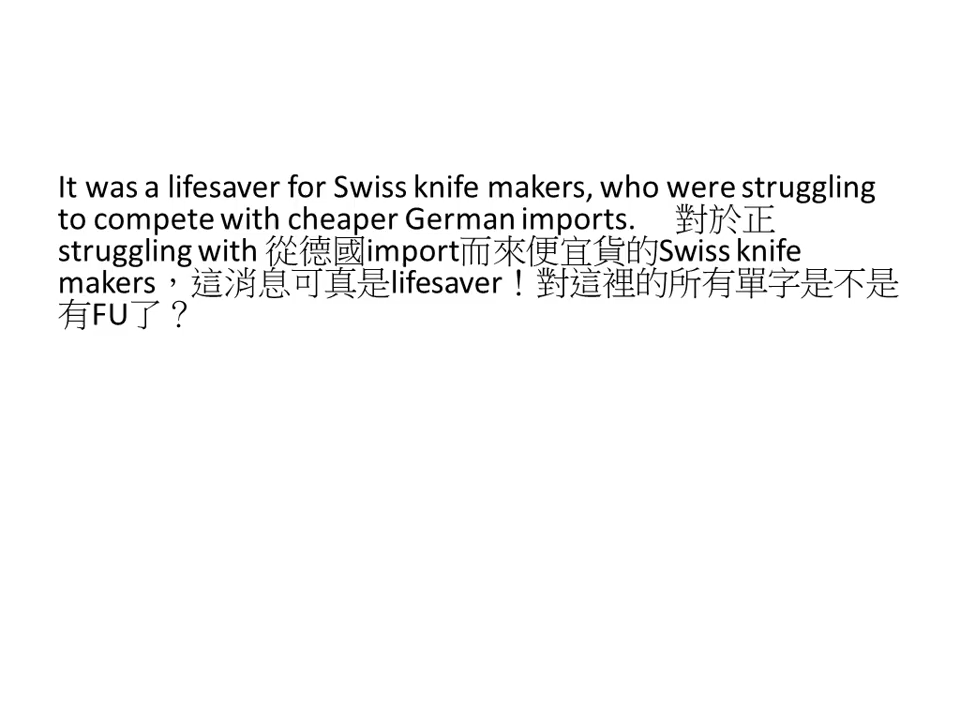 It was a lifesaver for Swiss knife makers, who were struggling
to compete with cheaper German imports. 對於正
struggling with 從德國import而來便宜貨的Swiss knife
makers，這消息可真是lifesaver！對這裡的所有單字是不是
有FU了？